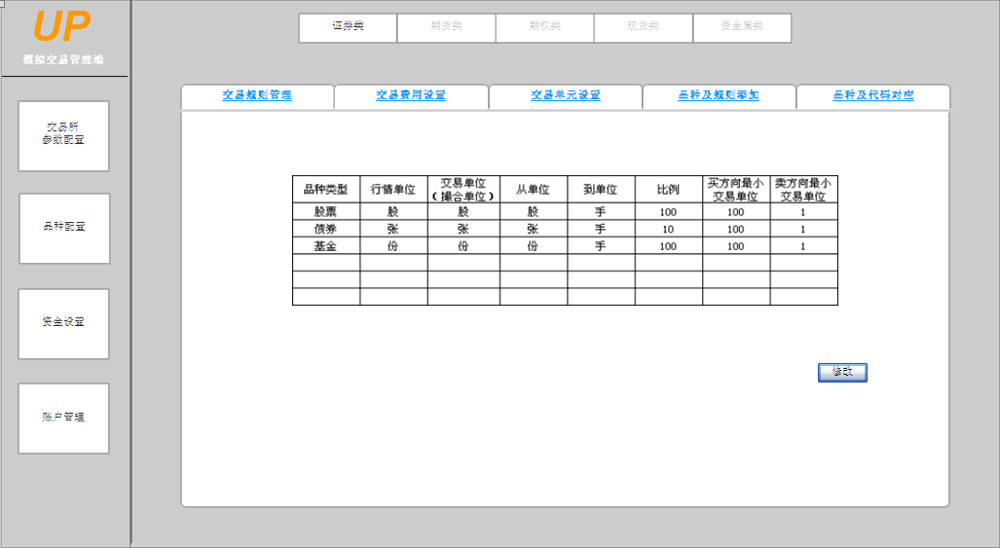 UP
模拟交易管理端
证券类 期货类 期权类 现货类 贵金属类
交易所
参数配置
品种配置
资金设置
账户管理
交易规则管理 交易费用设置 交易单元设置 品种及规则添加 品种及代码对应
品种类型 行情单位 交易单位（撮合单位） 从单位 到单位 比例 买方向最小交易单位 卖方向最小交易单位
股票 股 股 股 手 100 100 1
债券 张 张 张 手 10 100 1
基金 份 份 份 手 100 100 1
修改